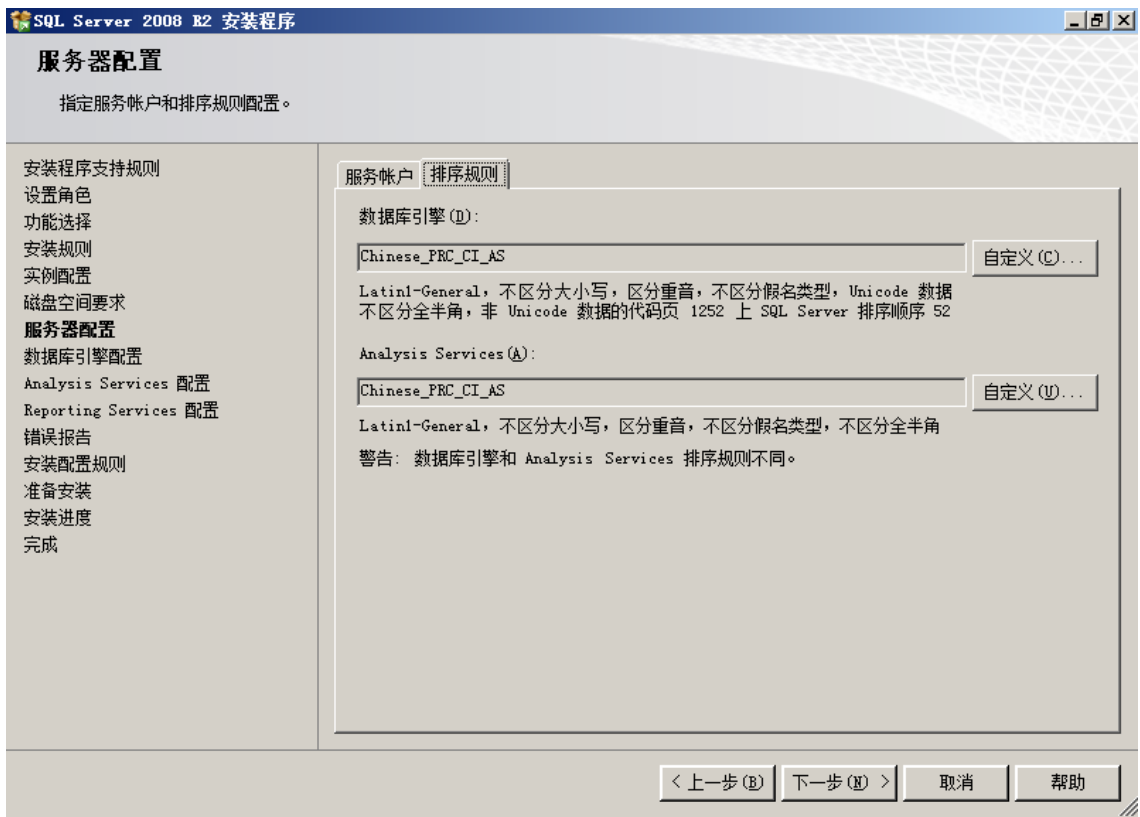 SQL Server 2008 R2 安装程序
服务器配置
指定服务帐户和排序规则配置。
安装程序支持规则
设置角色
功能选择
安装规则
实例配置
磁盘空间要求
服务器配置
数据库引擎配置
Analysis Services 配置
Reporting Services 配置
错误报告
安装配置规则
准备安装
安装进度
完成
服务帐户 排序规则
数据库引擎(D):
Chinese_PRC_CI_AS 自定义(C)...
Latin1-General，不区分大小写，区分重音，不区分假名类型，Unicode 数据
不区分全半角，非 Unicode 数据的代码页 1252 上 SQL Server 排序顺序 52
Analysis Services(A):
Chinese_PRC_CI_AS 自定义(U)...
Latin1-General，不区分大小写，区分重音，不区分假名类型，不区分全半角
警告: 数据库引擎和 Analysis Services 排序规则不同。
< 上一步(B) 下一步(N) > 取消 帮助